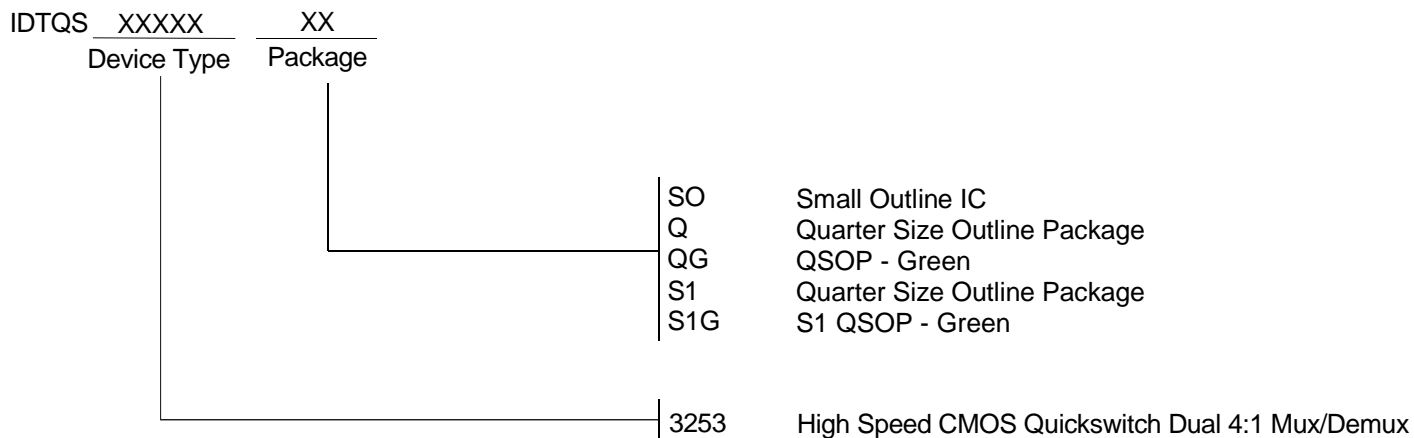 IDTQS XXXXX XX
Device Type Package
SO Small Outline IC
Q Quarter Size Outline Package
QG QSOP - Green
S1 Quarter Size Outline Package
S1G S1 QSOP - Green
3253 High Speed CMOS Quickswitch Dual 4:1 Mux/Demux